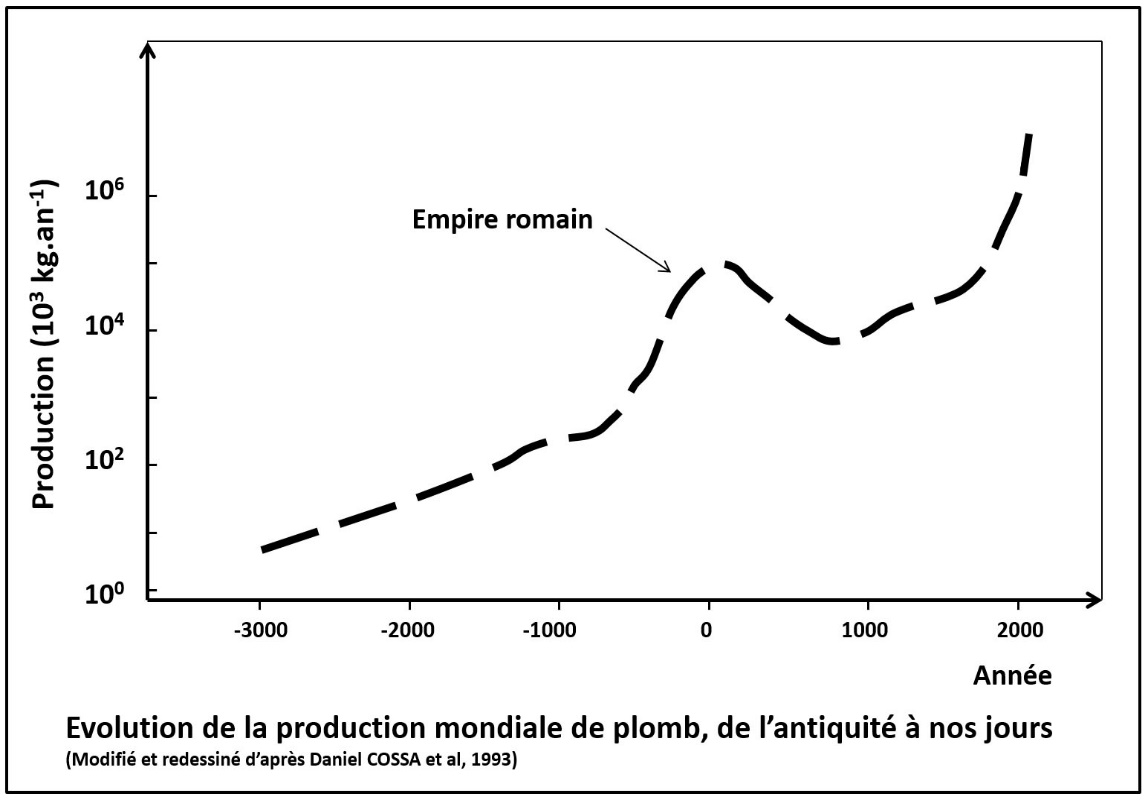 Production (10³ kg.an⁻¹)
10⁶
10⁴
10²
10⁰
Empire romain
-3000 -2000 -1000 0 1000 2000
Année
Evolution de la production mondiale de plomb, de l’antiquité à nos jours
(Modifié et redessiné d’après Daniel COSSA et al, 1993)